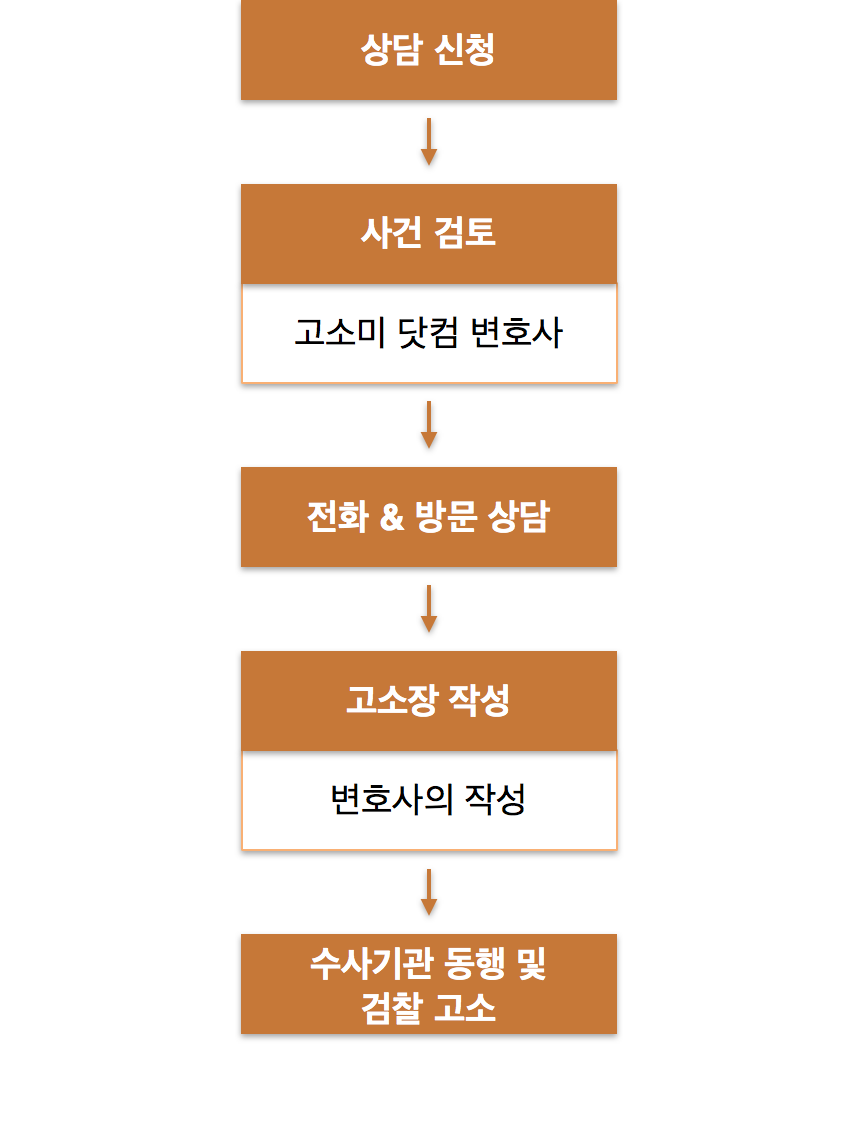 상담 신청
사건 검토
고소미 닷컴 변호사
전화 & 방문 상담
고소장 작성
변호사의 작성
수사기관 동행 및
검찰 고소